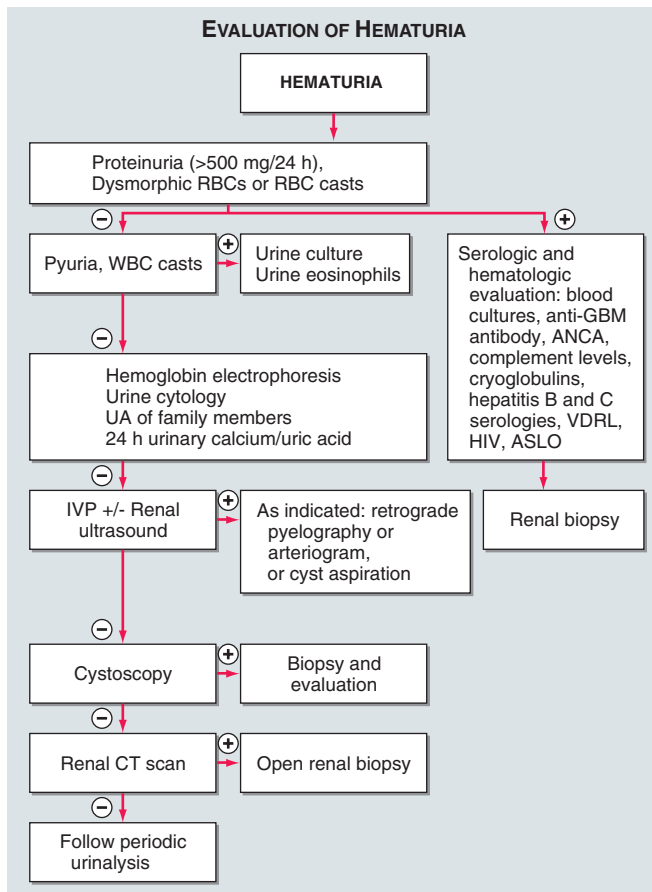 EVALUATION OF HEMATURIA
HEMATURIA
Proteinuria (>500 mg/24 h),
Dysmorphic RBCs or RBC casts
−
+
Pyuria, WBC casts
+
Urine culture
Urine eosinophils
Serologic and
hematologic
evaluation: blood
cultures, anti-GBM
antibody, ANCA,
complement levels,
cryoglobulins,
hepatitis B and C
serologies, VDRL,
HIV, ASLO
−
Hemoglobin electrophoresis
Urine cytology
UA of family members
24 h urinary calcium/uric acid
−
IVP +/- Renal
ultrasound
+
As indicated: retrograde
pyelography or
arteriogram,
or cyst aspiration
Renal biopsy
−
Cystoscopy
+
Biopsy and
evaluation
−
Renal CT scan
+
Open renal biopsy
−
Follow periodic
urinalysis